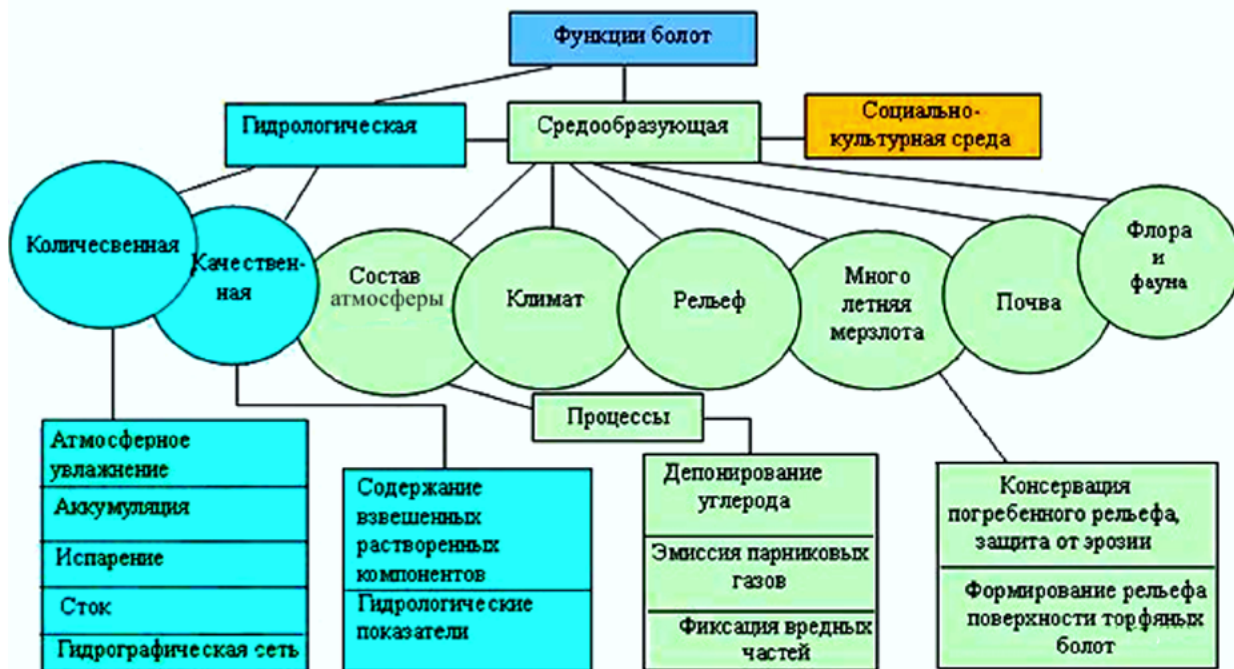 Функции болот
Гидрологическая
Средообразующая
Социально-
культурная среда
Количесвенная
Качествен-
ная
Состав
атмосферы
Климат
Рельеф
Много
летняя
мерзлота
Почва
Флора
и
фауна
Процессы
Атмосферное
увлажнение
Аккумуляция
Испарение
Сток
Гидрографическая сеть
Содержание
взвешенных
растворенных
компонентов
Гидрологические
показатели
Депонирование
углерода
Эмиссия парниковых
газов
Фиксация вредных
частей
Консервация
погребенного рельефа,
защита от эрозии
Формирование рельефа
поверхности торфяных
болот